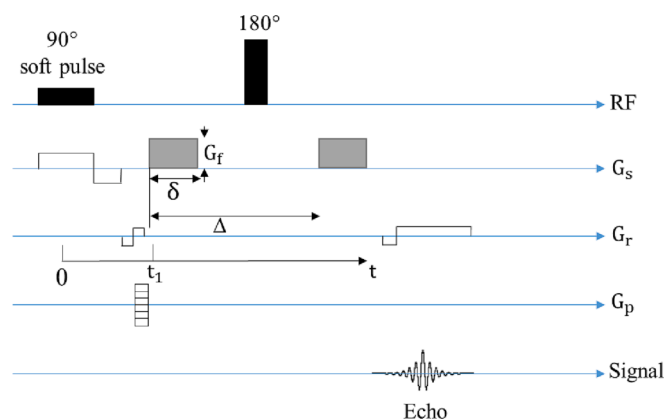 180°
90°
soft pulse
RF
G_f
G_s
δ
Δ
G_r
0
t_1
t
G_p
Signal
Echo